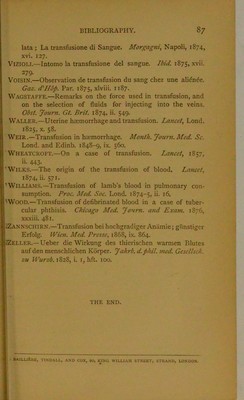 BIBLIOGRAPHY. 87
lata; La transfusione di Sangue. Morgagni, Napoli, 1874,
xvi. 127.
VIZIOLI.—Intorno la transfusione del sangue. Ibid. 1875, xvii.
279.
VOISIN.—Observation de transfusion du sang chez une aliénée.
Gaz. d'Hôp. Par. 1875, xlviii. 1187.
WAGSTAFFE.—Remarks on the force used in transfusion, and
on the selection of fluids for injecting into the veins.
Obst. Journ. Gt. Brit. 1874, ii. 549.
WALLER.—Uterine hæmorrhage and transfusion. Lancet, Lond.
1825, 2. 58.
WEIR.—Transfusion in hæmorrhage. Month. Journ. Med. Sc.
Lond. and Edinb. 1848-9, ix. 560.
WHEATCROFT.—On a case of transfusion. Lancet, 1857,
ii. 443.
WILKS.—The origin of the transfusion of blood. Lancet,
1874, ii. 571.
WILLIAMS.—Transfusion of lamb's blood in pulmonary con-
sumption. Proc. Med. Soc. Lond. 1874-5, ii. 16.
WOOD.—Transfusion of defibrinated blood in a case of tuber-
cular phthisis. Chicago Med. Journ. and Exam. 1876,
xxxiii. 481.
ZANNSCHIRN.—Transfusion bei hochgradiger Anämie; günstiger
Erfolg. Wien. Med. Presse, 1868, ix. 864.
ZELLER.—Ueber die Wirkung des thierischen warmen Blutes
auf den menschlichen Körper. Jahrb. d. phil. med. Gesellsch.
zu Wurzb. 1828, i. 1, hft. 100.
THE END.
BAILLIÈRE, TINDALL, AND COX, 20, KING WILLIAM STREET, STRAND, LONDON.